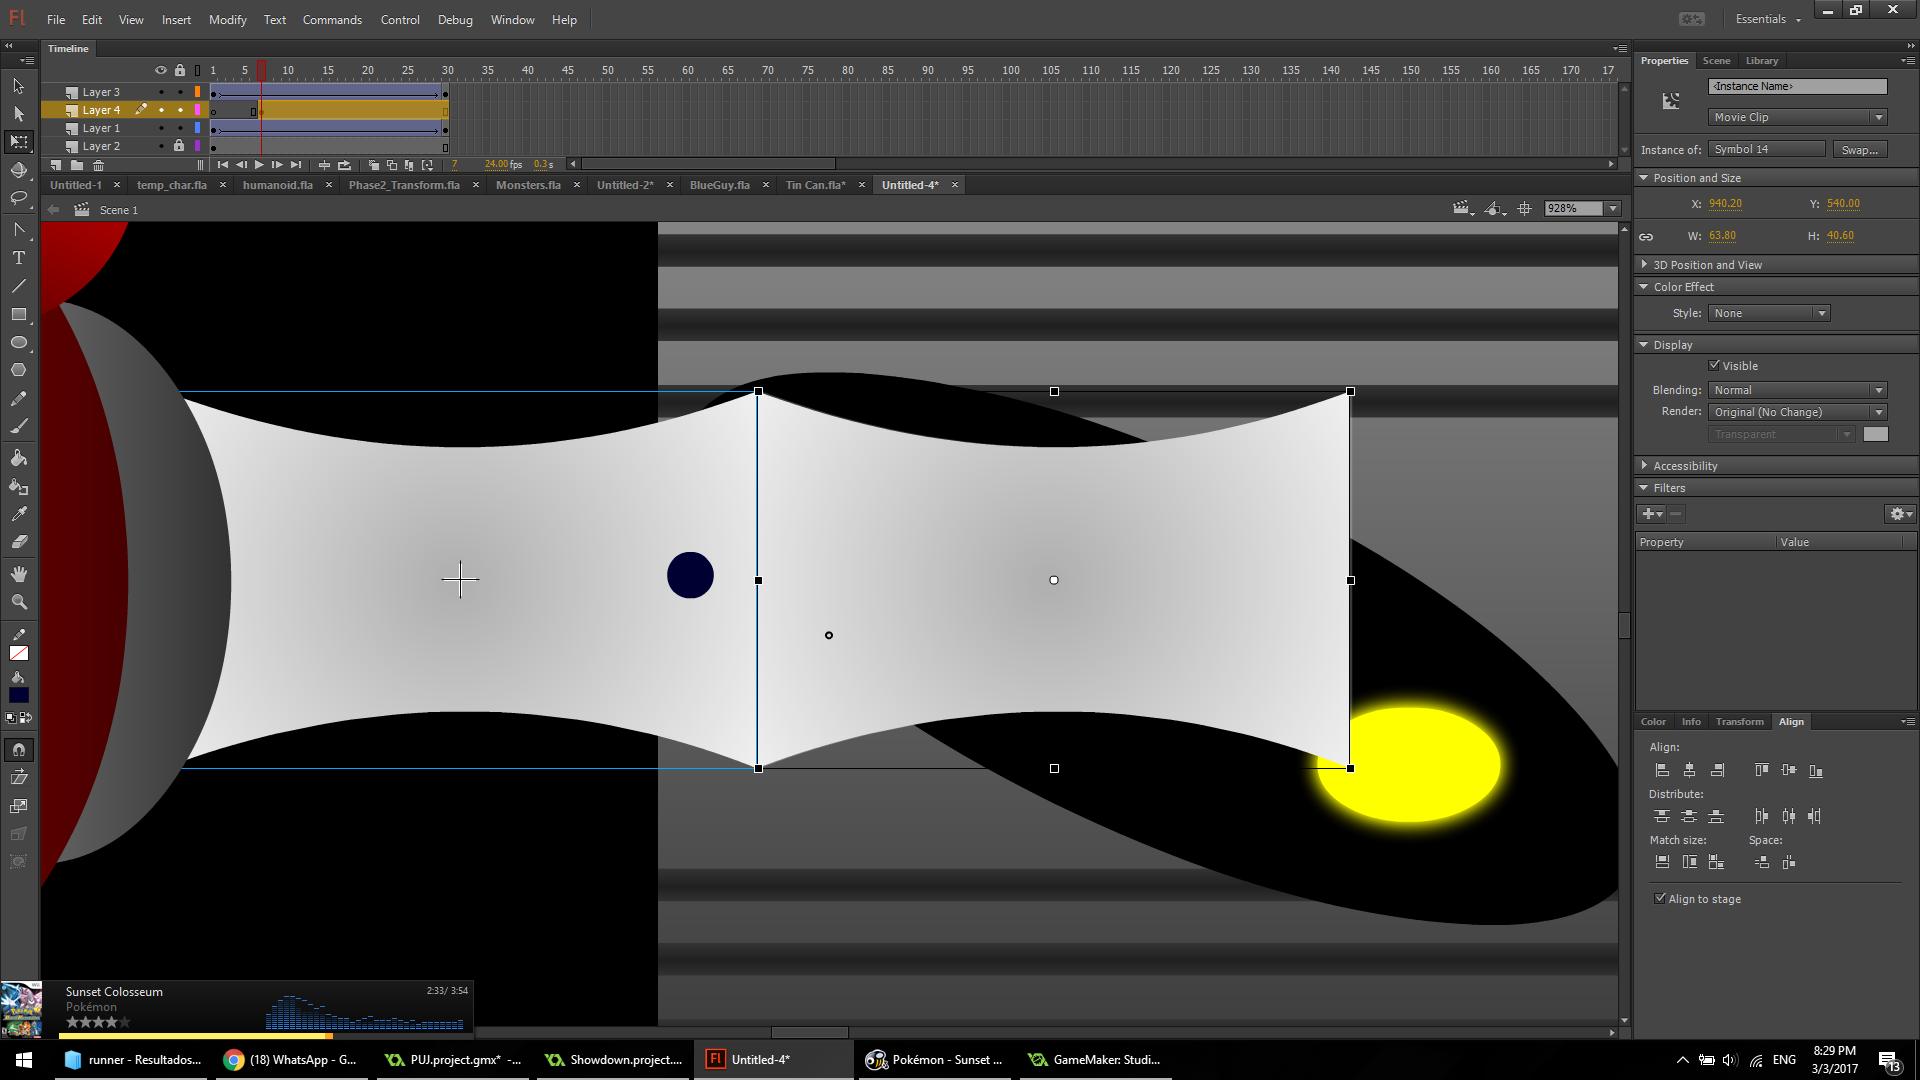 Fl File Edit View Insert Modify Text Commands Control Debug Window Help Essentials
Timeline
1 5 10 15 20 25 30 35 40 45 50 55 60 65 70 75 80 85 90 95 100 105 110 115 120 125 130 135 140 145 150 155 160 165 170 17
Layer 3
Layer 4
Layer 1
Layer 2
7 24.00 fps 0.3 s
Untitled-1 temp_char.fla humanoid.fla Phase2_Transform.fla Monsters.fla Untitled-2* BlueGuy.fla Tin Can.fla* Untitled-4*
Scene 1
928%
Properties Scene Library
<Instance Name>
Movie Clip
Instance of: Symbol 14 Swap...
Position and Size
X: 940.20 Y: 540.00
W: 63.80 H: 40.60
3D Position and View
Color Effect
Style: None
Display
Visible
Blending: Normal
Render: Original (No Change)
Transparent
Accessibility
Filters
Property Value
Color Info Transform Align
Align:
Distribute:
Match size: Space:
Align to stage
Sunset Colosseum 2:33/ 3:54
Pokémon
runner - Resultados... (18) WhatsApp - G... PUJ.project.gmx* -... Showdown.project.... Fl Untitled-4* Pokémon - Sunset ... GameMaker: Studi... ENG
8:29 PM
3/3/2017
13